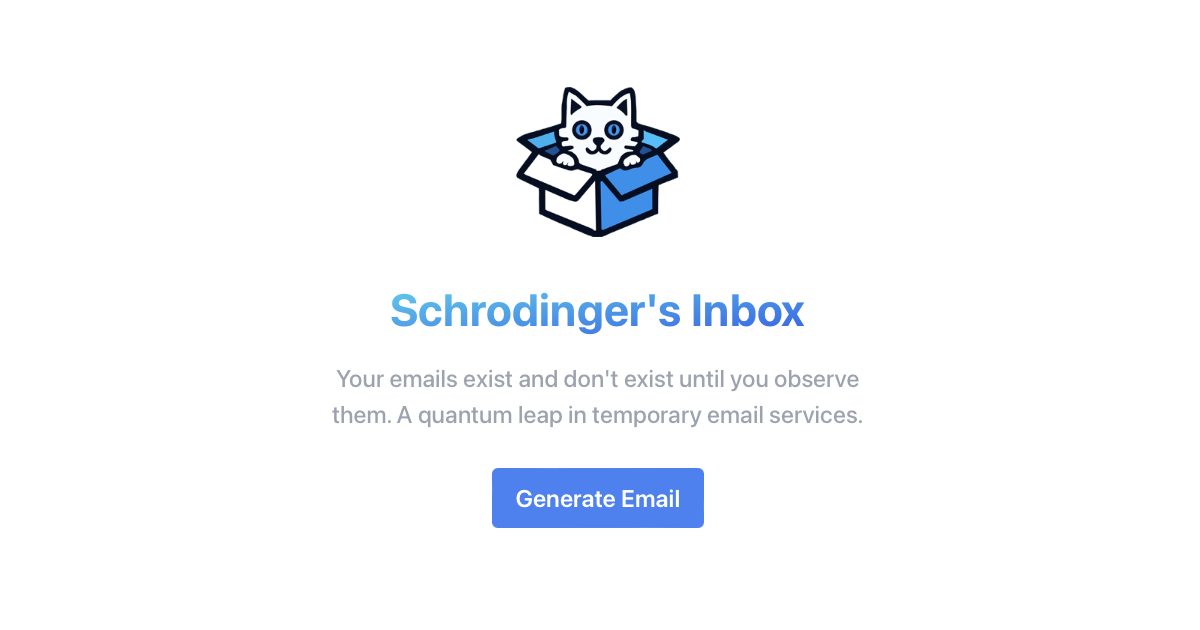 Schrodinger's Inbox
Your emails exist and don't exist until you observe
them. A quantum leap in temporary email services.
Generate Email